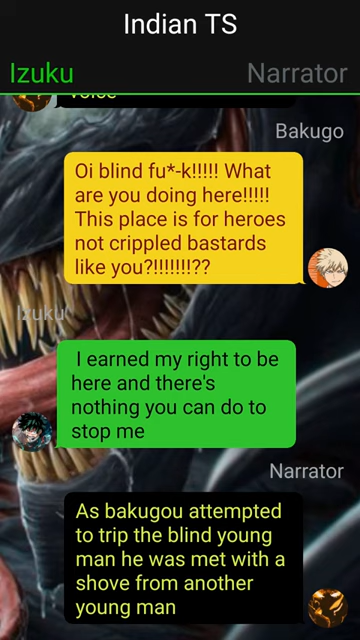 Indian TS
Izuku
Narrator
voice
Bakugo
Oi blind fu*-k!!!!! What
are you doing here!!!!!
This place is for heroes
not crippled bastards
like you?!!!!!!!??
Izuku
I earned my right to be
here and there's
nothing you can do to
stop me
Narrator
As bakugou attempted
to trip the blind young
man he was met with a
shove from another
young man